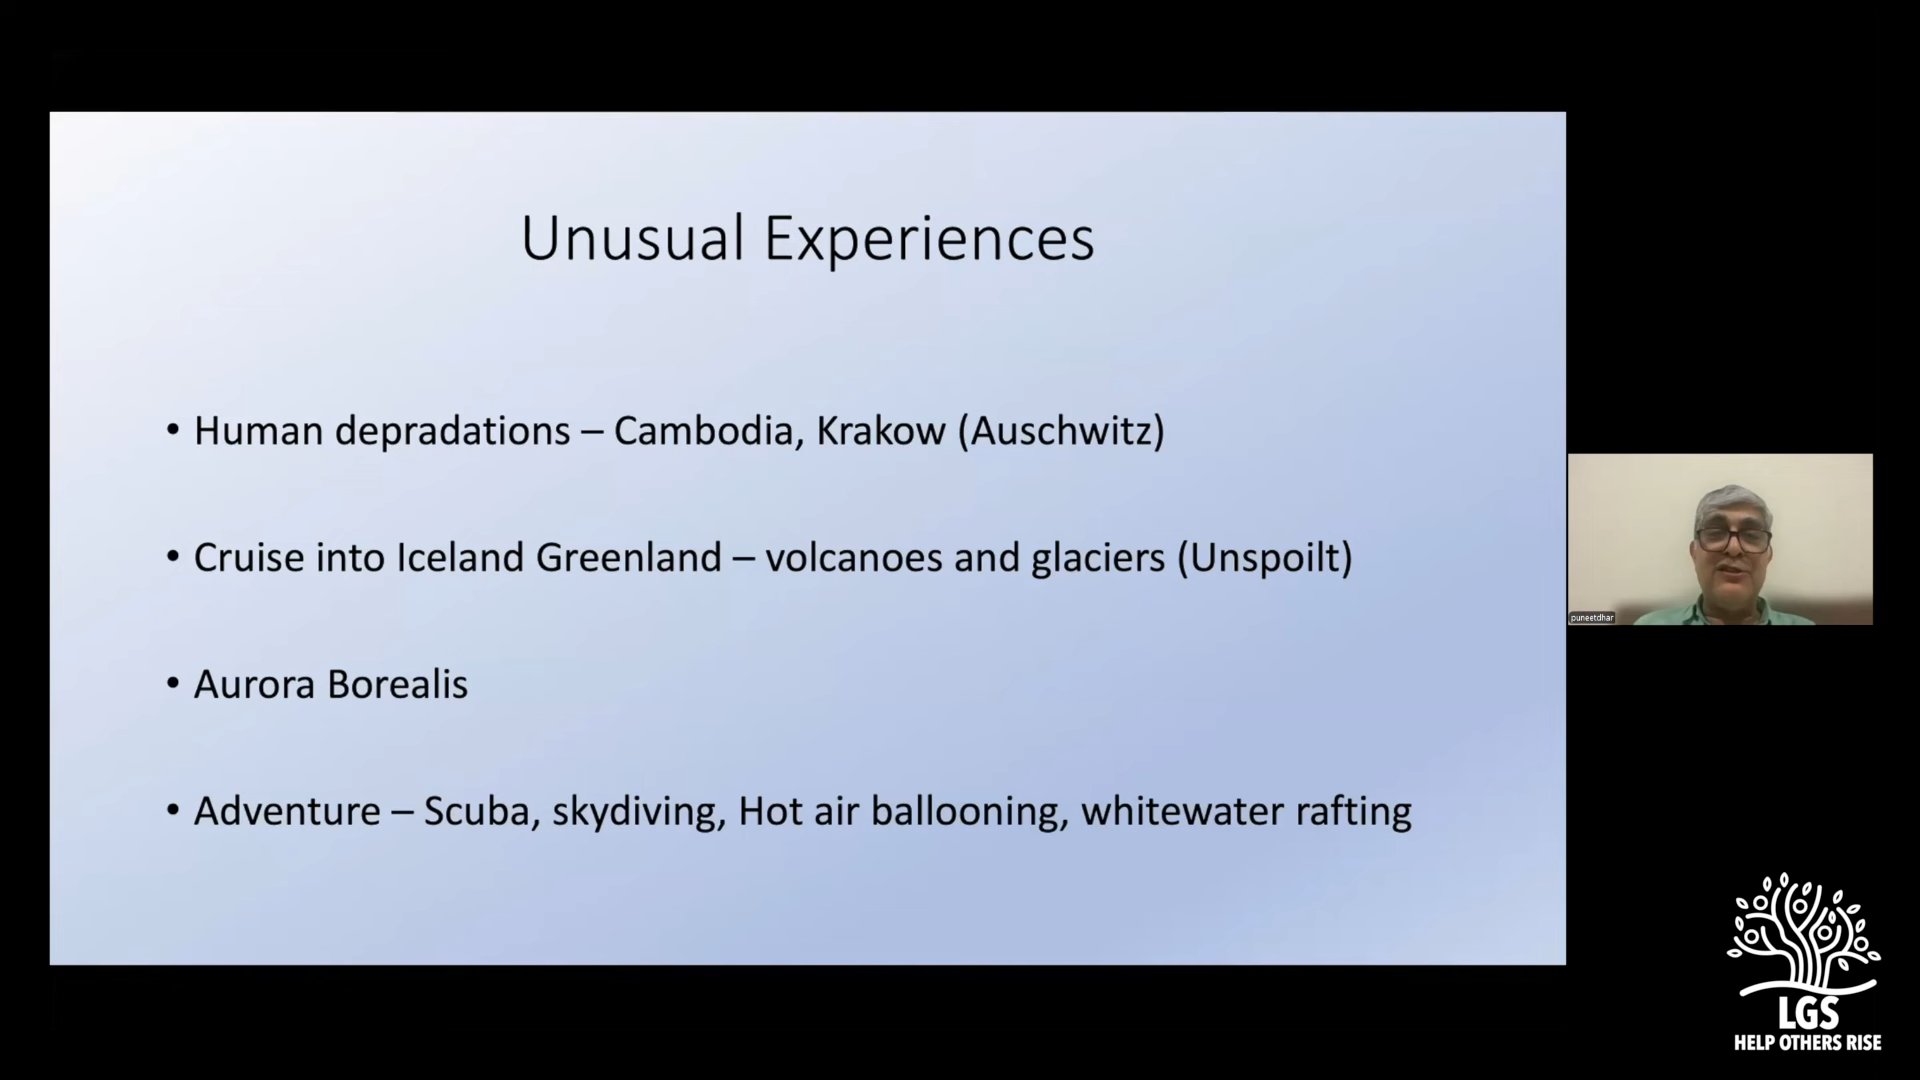 Unusual Experiences
• Human depradations – Cambodia, Krakow (Auschwitz)
• Cruise into Iceland Greenland – volcanoes and glaciers (Unspoilt)
• Aurora Borealis
• Adventure – Scuba, skydiving, Hot air ballooning, whitewater rafting
puneetdhar
LGS
HELP OTHERS RISE